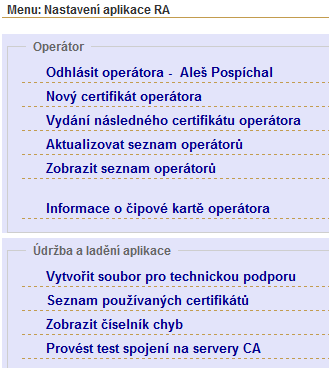 Menu: Nastavení aplikace RA
Operátor
Odhlásit operátora - Aleš Pospíchal
Nový certifikát operátora
Vydání následného certifikátu operátora
Aktualizovat seznam operátorů
Zobrazit seznam operátorů
Informace o čipové kartě operátora
Údržba a ladění aplikace
Vytvořit soubor pro technickou podporu
Seznam používaných certifikátů
Zobrazit číselník chyb
Provést test spojení na servery CA